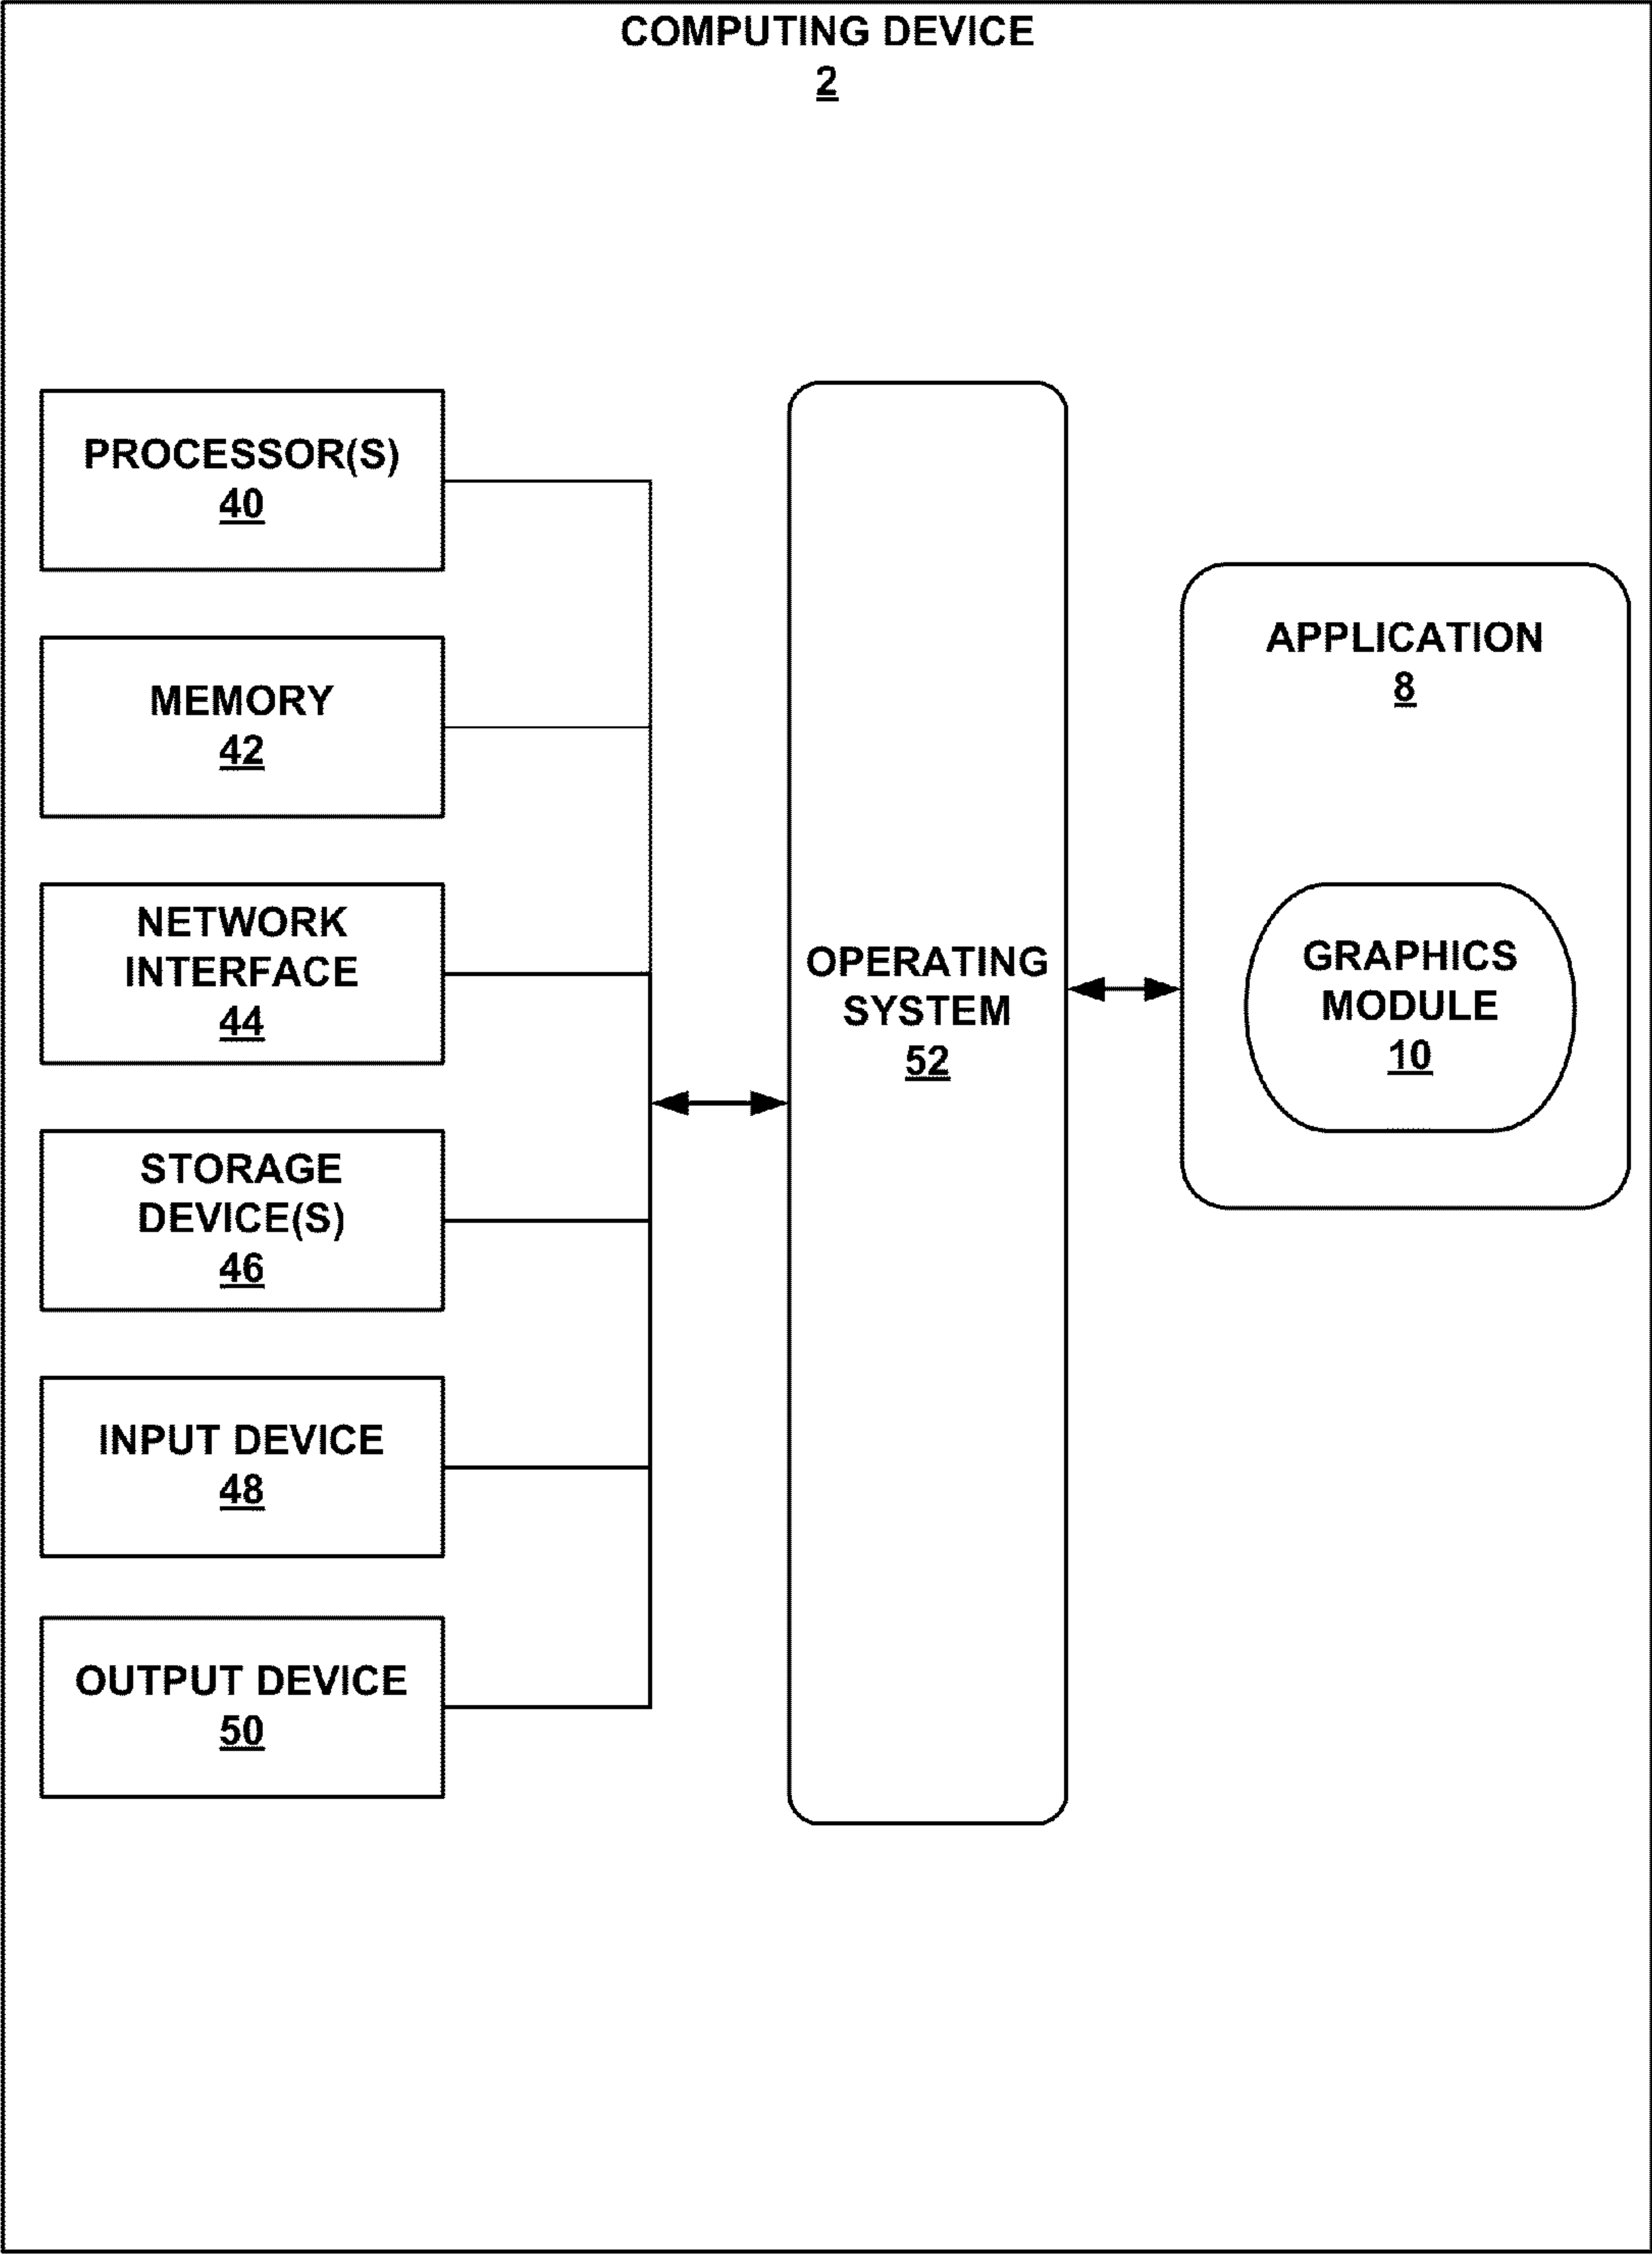 COMPUTING DEVICE
2
PROCESSOR(S)
40
MEMORY
42
NETWORK
INTERFACE
44
STORAGE
DEVICE(S)
46
INPUT DEVICE
48
OUTPUT DEVICE
50
OPERATING
SYSTEM
52
APPLICATION
8
GRAPHICS
MODULE
10